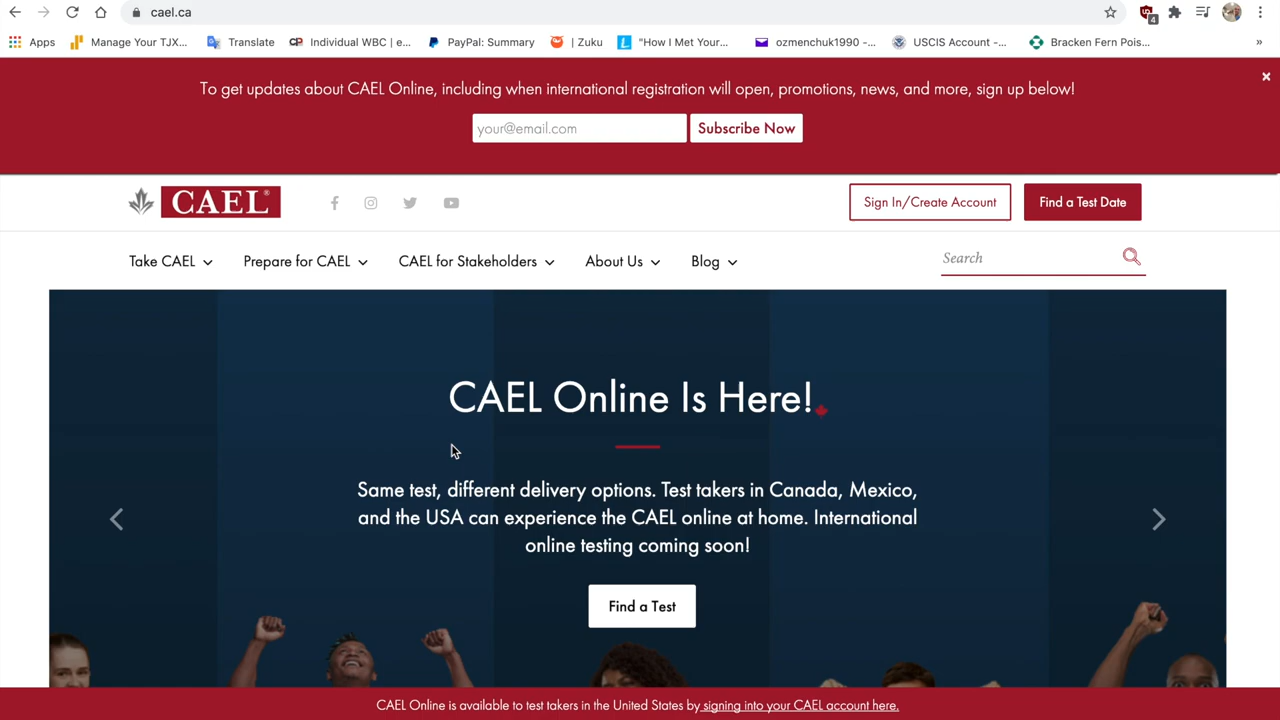 cael.ca
4
Apps
Manage Your TJX...
Translate
CP Individual WBC | e...
PayPal: Summary
| Zuku
L "How I Met Your...
ozmenchuk1990 -...
USCIS Account -...
Bracken Fern Pois...
»
To get updates about CAEL Online, including when international registration will open, promotions, news, and more, sign up below!
your@email.com
Subscribe Now
CAEL®
Sign In/Create Account
Find a Test Date
Take CAEL
Prepare for CAEL
CAEL for Stakeholders
About Us
Blog
Search
CAEL Online Is Here!
Same test, different delivery options. Test takers in Canada, Mexico,
and the USA can experience the CAEL online at home. International
online testing coming soon!
Find a Test
CAEL Online is available to test takers in the United States by signing into your CAEL account here.